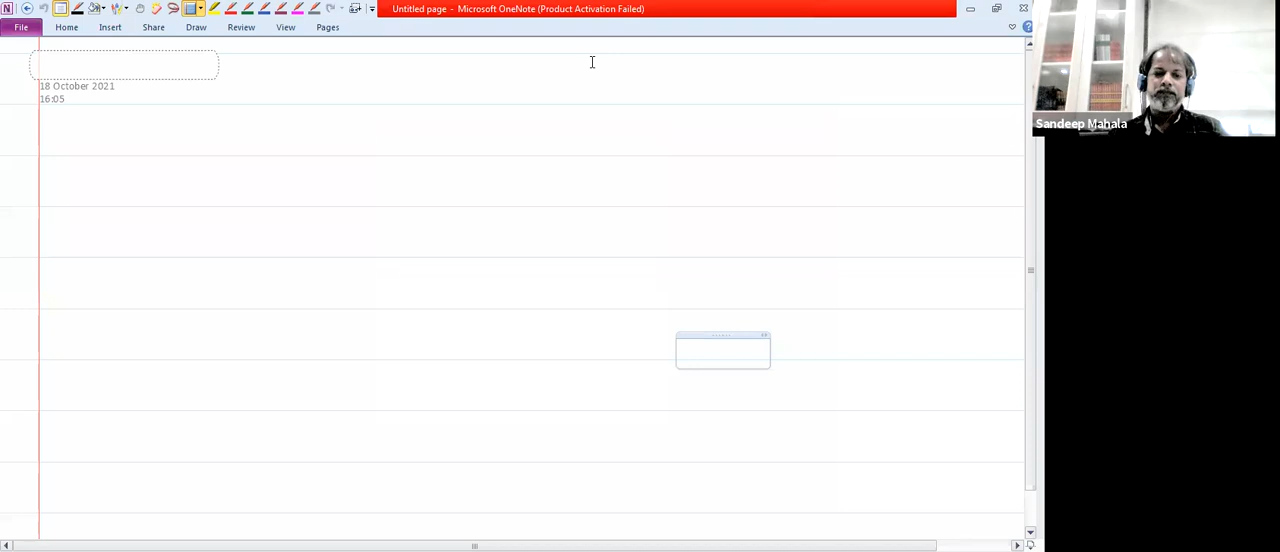 Untitled page - Microsoft OneNote (Product Activation Failed)
File Home Insert Share Draw Review View Pages
18 October 2021
16:05
Sandeep Mahala